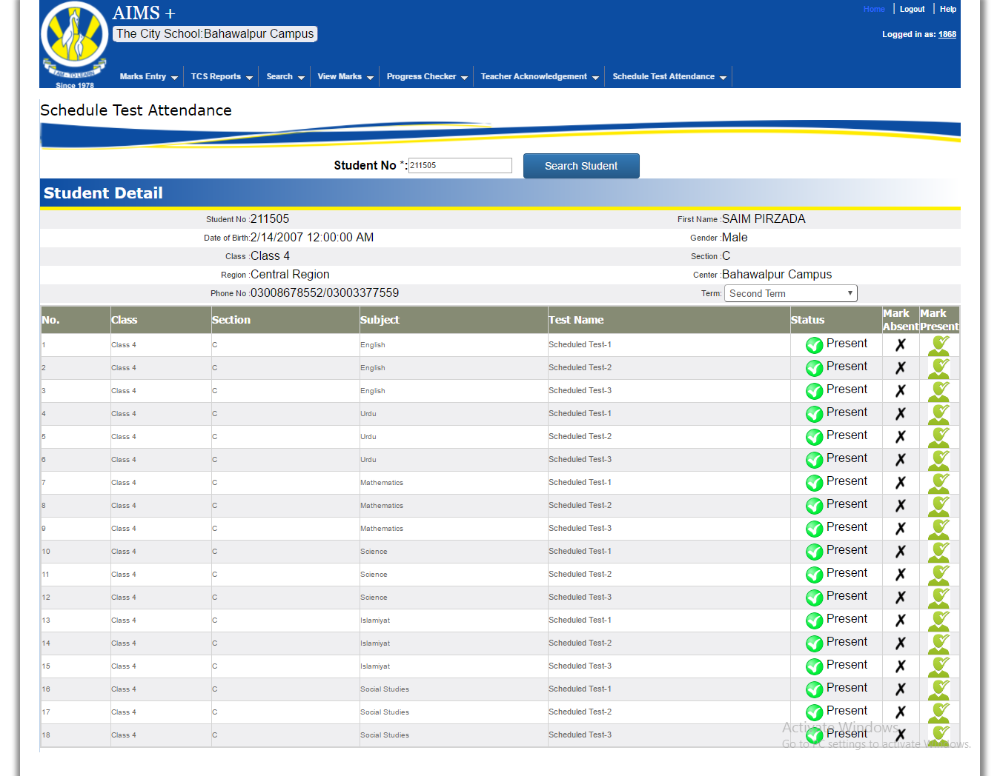 AIMS +
Home Logout Help
The City School:Bahawalpur Campus
Logged in as: 1868
I AM - TO LEARN
Since 1978
Marks Entry TCS Reports Search View Marks Progress Checker Teacher Acknowledgement Schedule Test Attendance
Schedule Test Attendance
Student No *: 211505 Search Student
Student Detail
Student No :211505 First Name :SAIM PIRZADA
Date of Birth:2/14/2007 12:00:00 AM Gender :Male
Class :Class 4 Section :C
Region :Central Region Center :Bahawalpur Campus
Phone No :03008678552/03003377559 Term: Second Term
No. Class Section Subject Test Name Status Mark Absent Mark Present
1 Class 4 C English Scheduled Test-1 Present
2 Class 4 C English Scheduled Test-2 Present
3 Class 4 C English Scheduled Test-3 Present
4 Class 4 C Urdu Scheduled Test-1 Present
5 Class 4 C Urdu Scheduled Test-2 Present
6 Class 4 C Urdu Scheduled Test-3 Present
7 Class 4 C Mathematics Scheduled Test-1 Present
8 Class 4 C Mathematics Scheduled Test-2 Present
9 Class 4 C Mathematics Scheduled Test-3 Present
10 Class 4 C Science Scheduled Test-1 Present
11 Class 4 C Science Scheduled Test-2 Present
12 Class 4 C Science Scheduled Test-3 Present
13 Class 4 C Islamiyat Scheduled Test-1 Present
14 Class 4 C Islamiyat Scheduled Test-2 Present
15 Class 4 C Islamiyat Scheduled Test-3 Present
16 Class 4 C Social Studies Scheduled Test-1 Present
17 Class 4 C Social Studies Scheduled Test-2 Present
18 Class 4 C Social Studies Scheduled Test-3 Present
Activate Windows
Go to PC settings to activate Windows.